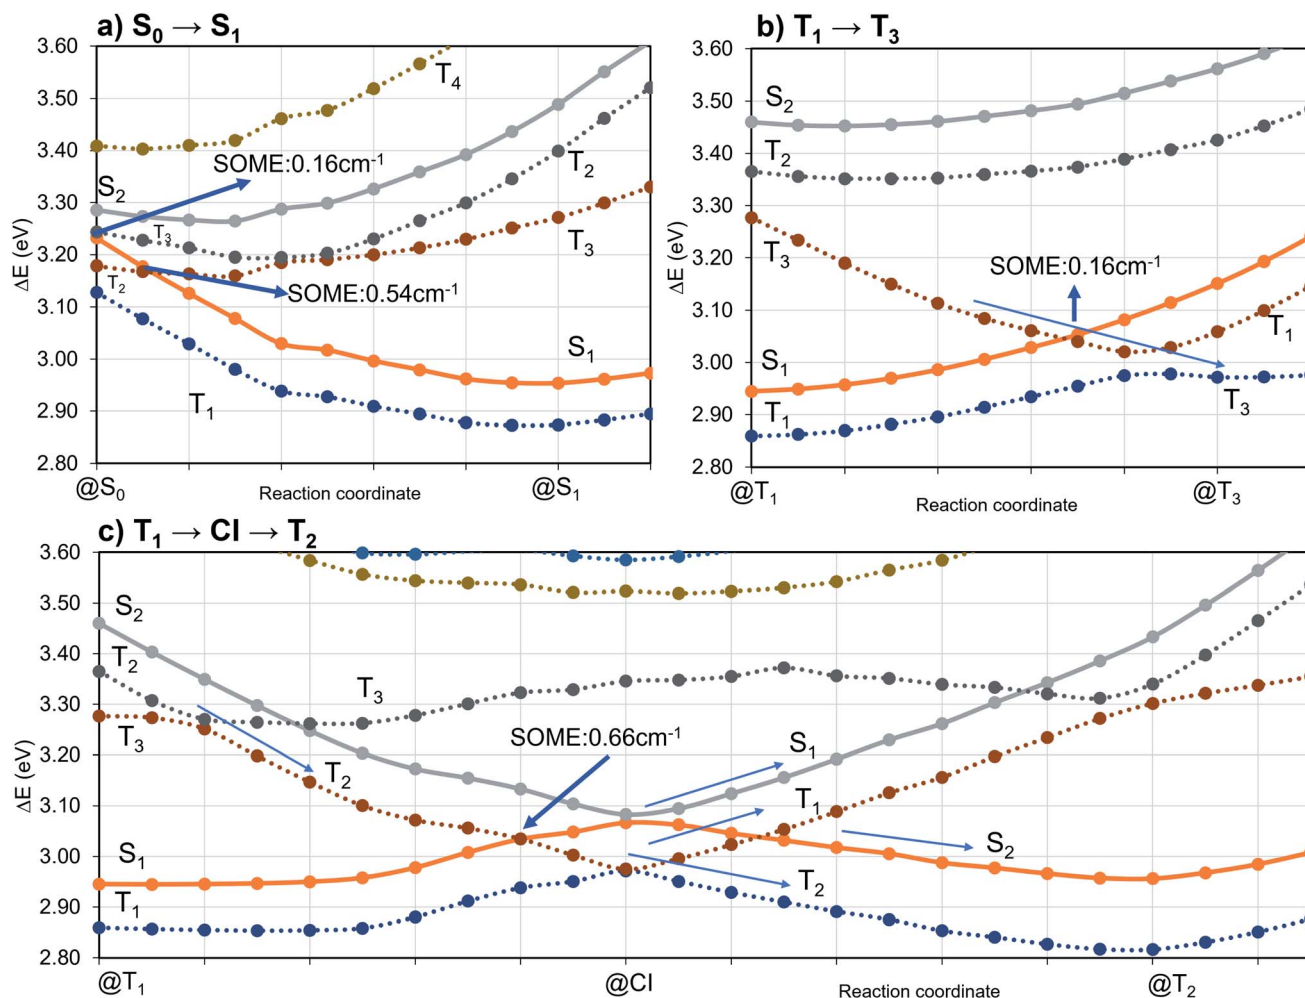 a) S₀ → S₁
3.60
3.50
3.40
3.30
3.20
3.10
3.00
2.90
2.80
ΔE (eV)
T₄
SOME:0.16cm⁻¹
S₂
T₂
T₃
T₃
T₂
SOME:0.54cm⁻¹
S₁
T₁
@S₀
Reaction coordinate
@S₁
b) T₁ → T₃
3.60
3.50
3.40
3.30
3.20
3.10
3.00
2.90
2.80
ΔE (eV)
S₂
T₂
T₃
SOME:0.16cm⁻¹
S₁
T₁
T₁
T₃
@T₁
Reaction coordinate
@T₃
c) T₁ → CI → T₂
3.60
3.50
3.40
3.30
3.20
3.10
3.00
2.90
2.80
ΔE (eV)
S₂
T₂
T₃
T₃
T₂
SOME:0.66cm⁻¹
S₁
T₁
S₁
S₂
T₁
T₂
@T₁
@CI
Reaction coordinate
@T₂